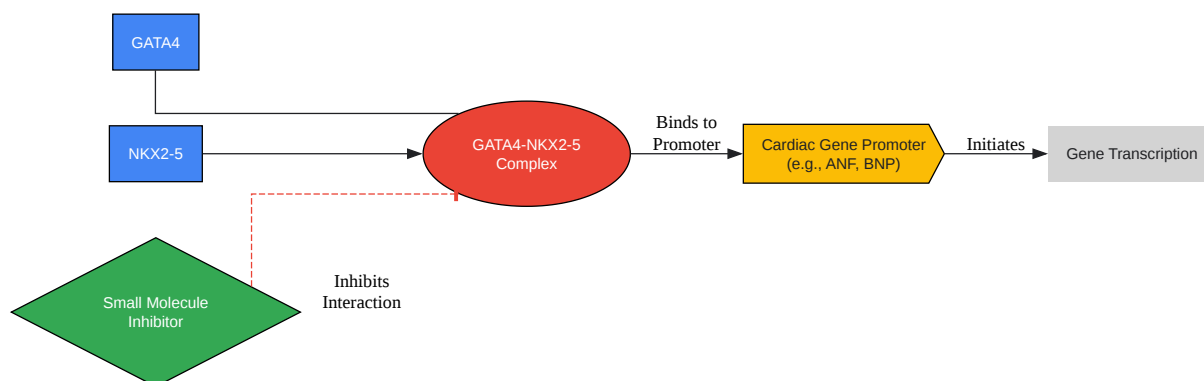 GATA4
NKX2-5
GATA4-NKX2-5
Complex
Binds to
Promoter
Cardiac Gene Promoter
(e.g., ANF, BNP)
Initiates
Gene Transcription
Inhibits
Interaction
Small Molecule
Inhibitor